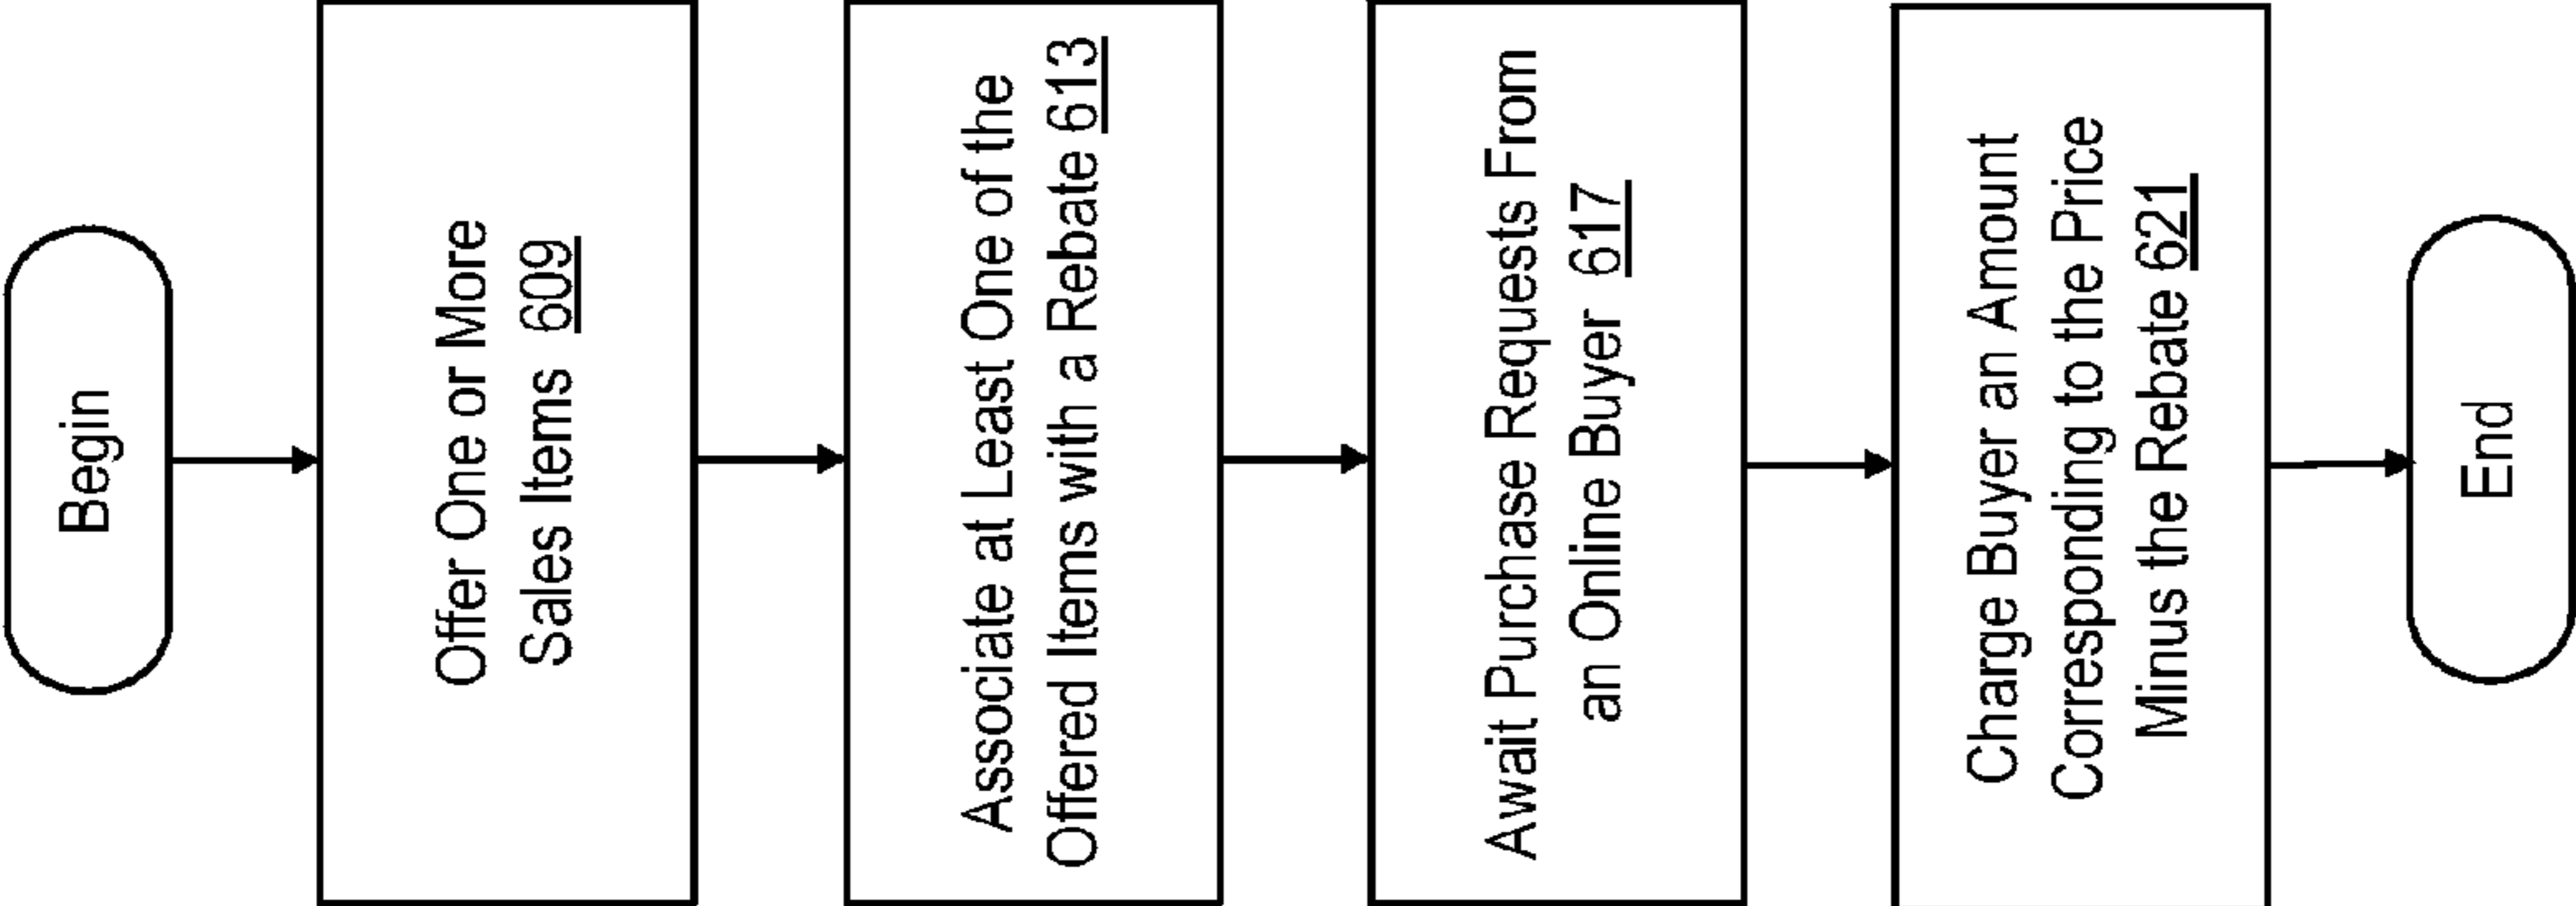 Begin
Offer One or More
Sales Items 609
Associate at Least One of the
Offered Items with a Rebate 613
Await Purchase Requests From
an Online Buyer 617
Charge Buyer an Amount
Corresponding to the Price
Minus the Rebate 621
End